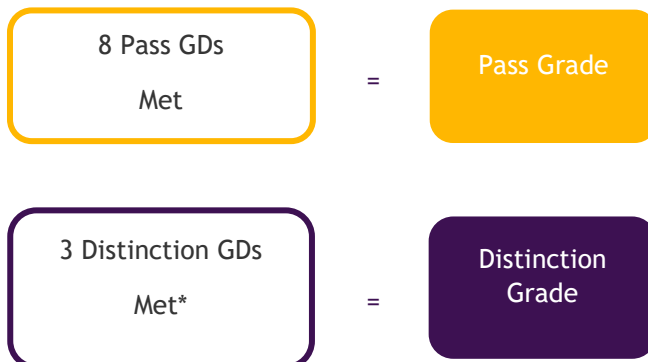 8 Pass GDs
Met
=
Pass Grade
3 Distinction GDs
Met*
=
Distinction
Grade